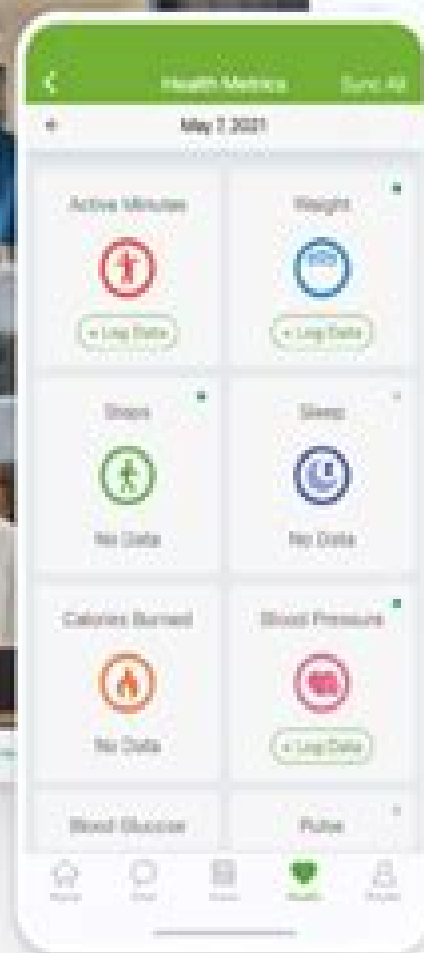 Health Metrics Sync All
May 7 2021
Active Minutes Weight
+ Log Data + Log Data
Steps Sleep
No Data No Data
Calories Burned Blood Pressure
No Data + Log Data
Blood Glucose Pulse
Health